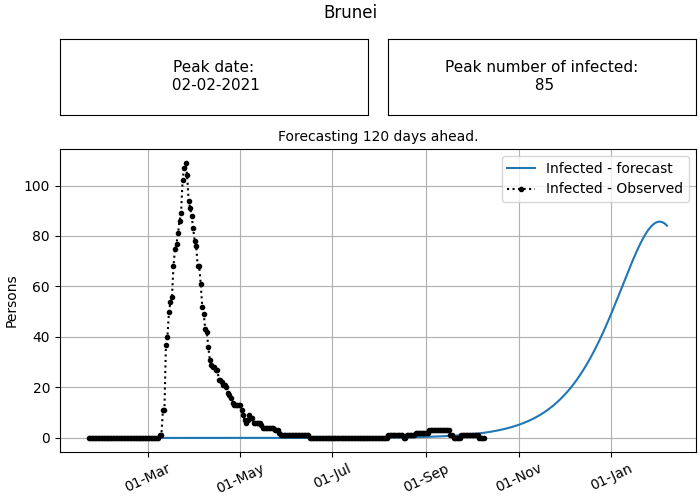 Brunei
Peak date:
02-02-2021
Peak number of infected:
85
Forecasting 120 days ahead.
Infected - forecast
Infected - Observed
Persons
100
80
60
40
20
0
01-Mar
01-May
01-Jul
01-Sep
01-Nov
01-Jan